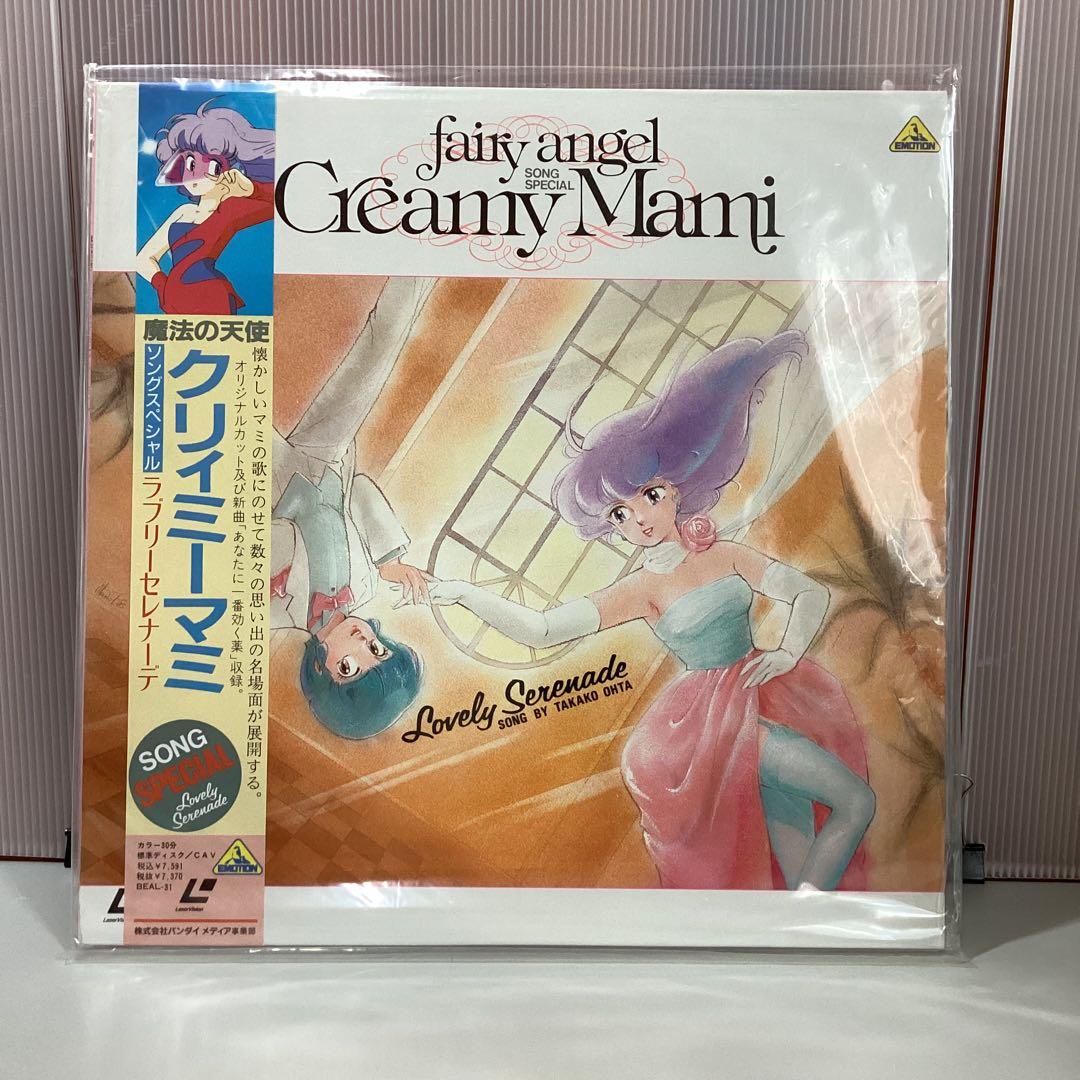 fairy angel
SONG
SPECIAL
Creamy Mami
EMOTION
魔法の天使
クリィミーマミ
ソングスペシャル
ラブリーセレナーデ
懐かしいマミの歌にのせて数々の思い出の名場面が展開する。
オリジナルカット及び新曲「あなたに一番効く薬」収録。
SONG
SPECIAL
Lovely
Serenade
Lovely Serenade
SONG BY TAKAKO OHTA
カラー30分
標準ディスク/CAV
税込¥7,591
税抜¥7,370
BEAL-31
EMOTION
LaserVision
LaserVision
株式会社バンダイ メディア事業部